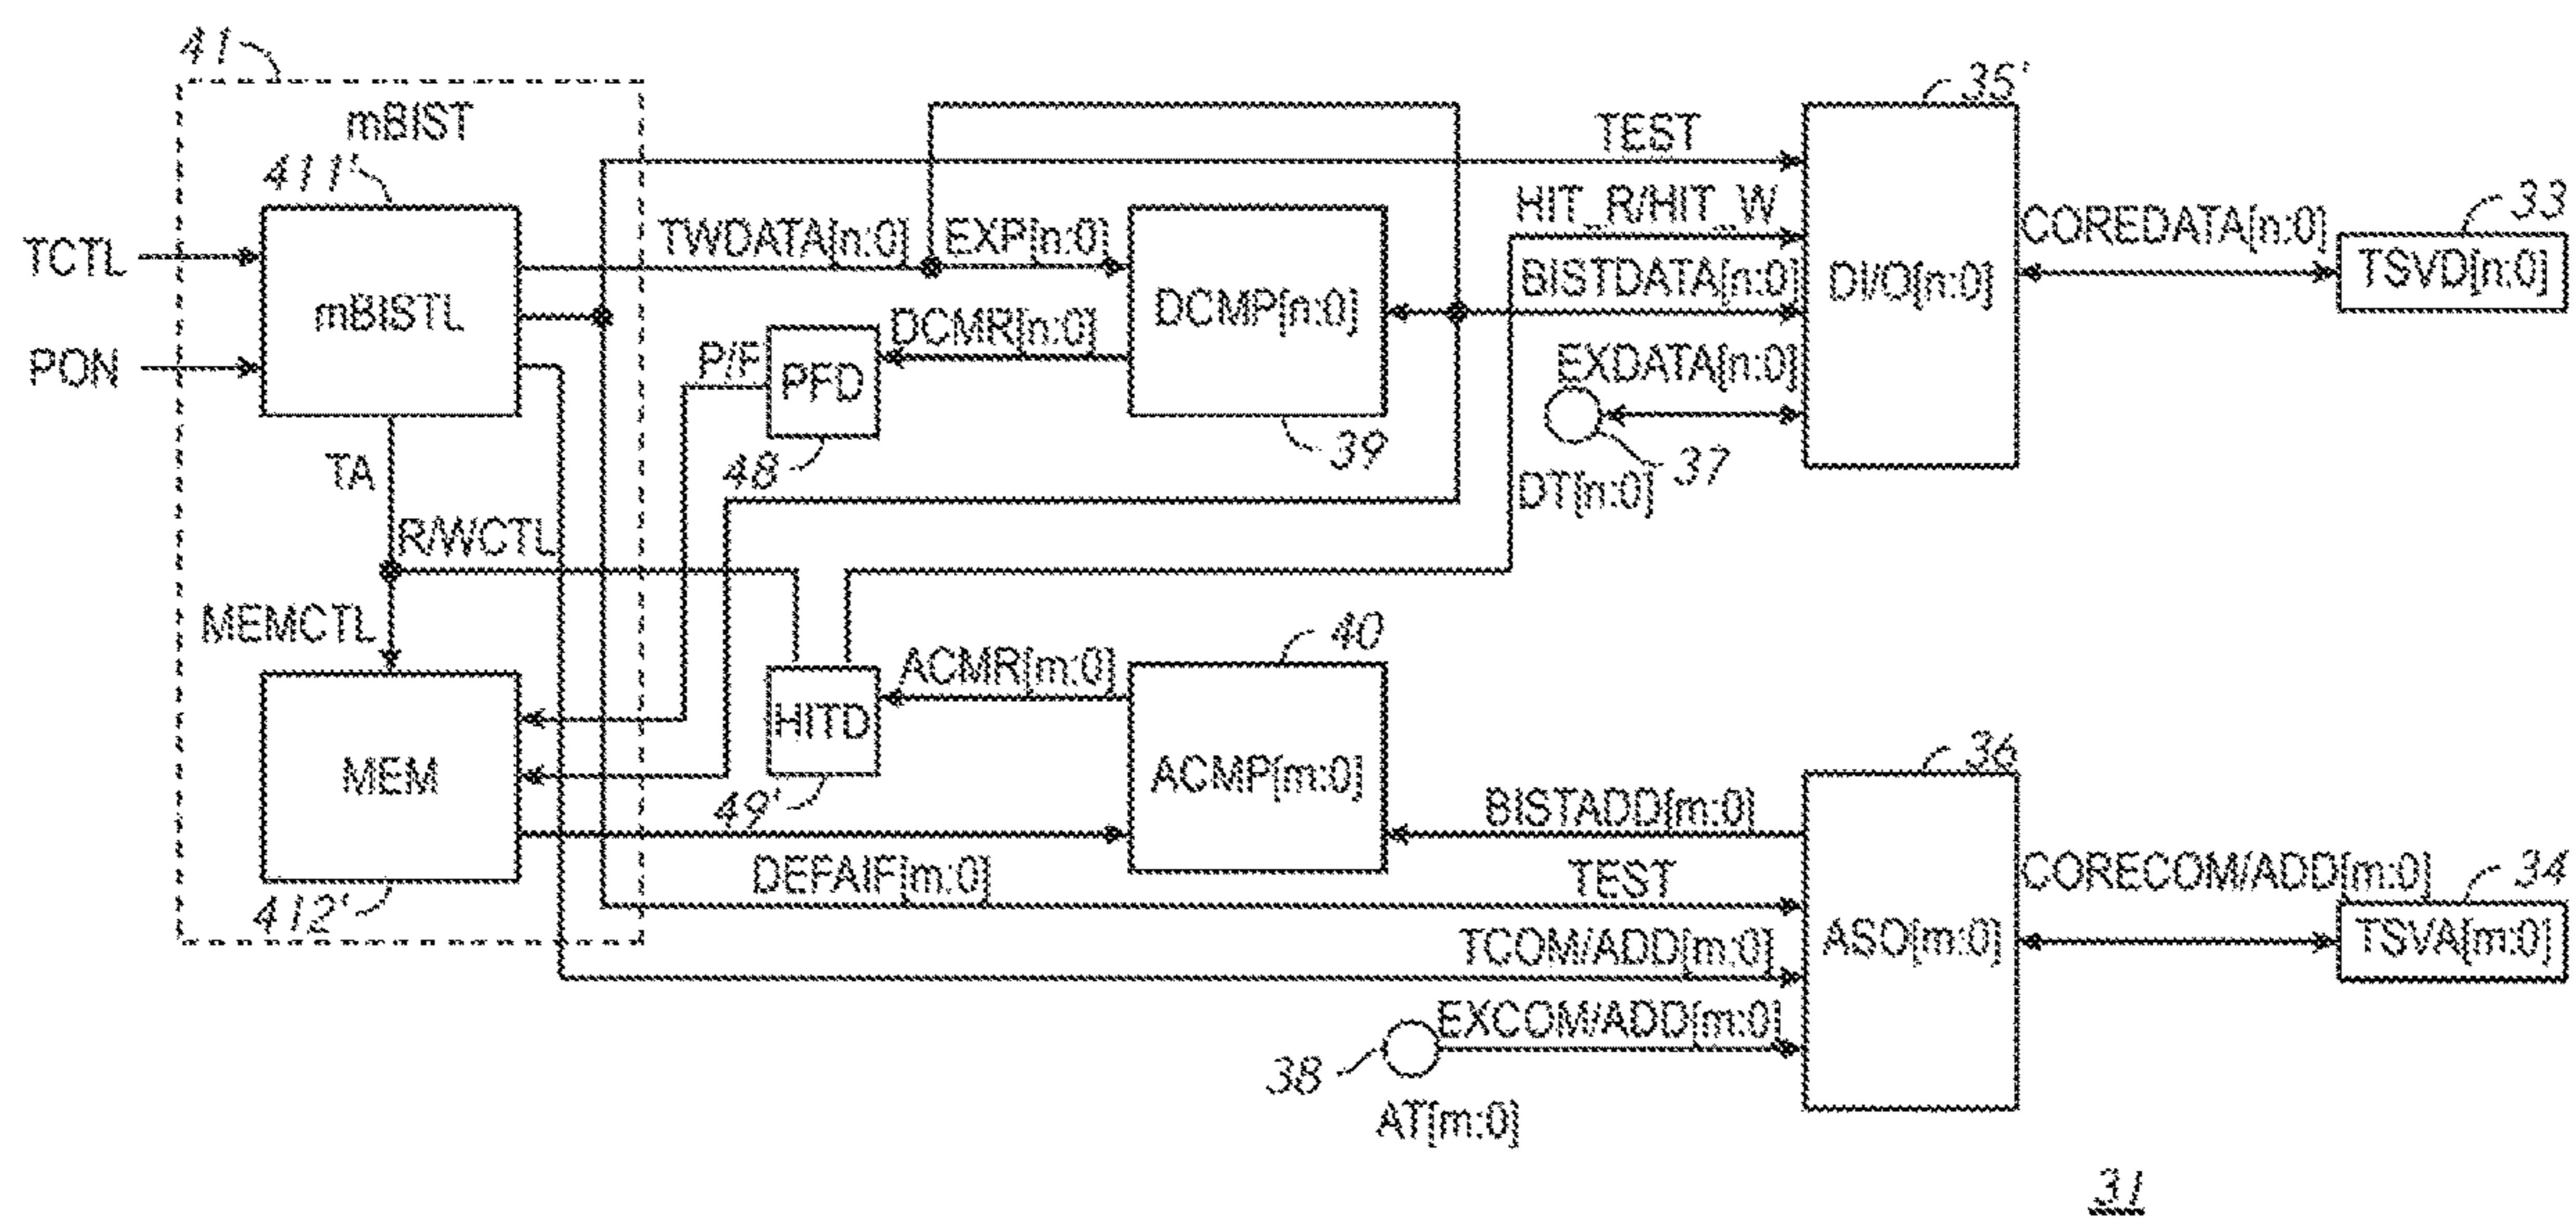 41
mBIST
411'
TCTL
PON
mBISTL
TA
R/WCTL
MEMCTL
MEM
412'
TWDATA[n:0]
EXP[n:0]
DCMR[n:0]
P/F
PFD
48
DCMP[n:0]
39
TEST
HIT_R/HIT_W
BISTDATA[n:0]
EXDATA[n:0]
DT[n:0]
37
35'
DI/O[n:0]
COREDATA[n:0]
33
TSVD[n:0]
HITD
49'
ACMR[m:0]
40
ACMP[m:0]
DEFAIF[m:0]
BISTADD[m:0]
TEST
TCOM/ADD[m:0]
EXCOM/ADD[m:0]
38
AT[m:0]
36
ASO[m:0]
CORECOM/ADD[m:0]
34
TSVA[m:0]
31